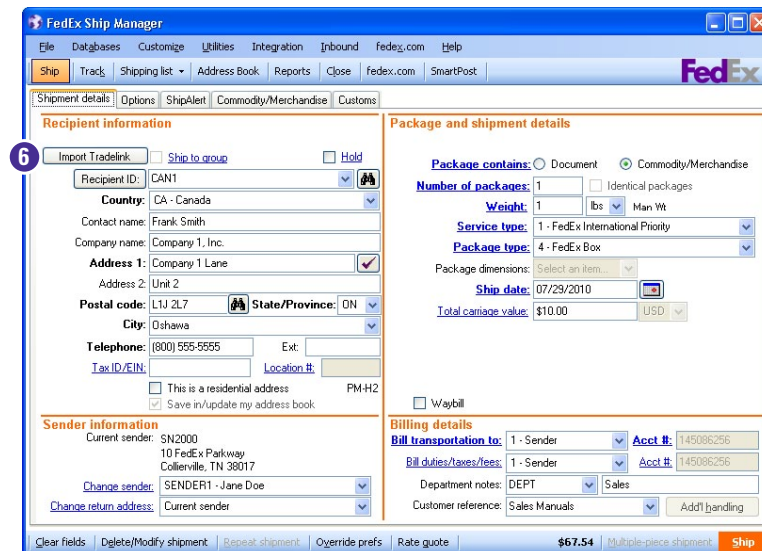 FedEx Ship Manager
File Databases Customize Utilities Integration Inbound fedex.com Help
Ship Track Shipping list Address Book Reports Close fedex.com SmartPost
FedEx
Shipment details Options ShipAlert Commodity/Merchandise Customs
Recipient information
6
Import Tradelink Ship to group Hold
Recipient ID: CAN1
Country: CA - Canada
Contact name: Frank Smith
Company name: Company 1, Inc.
Address 1: Company 1 Lane
Address 2: Unit 2
Postal code: L1J 2L7 State/Province: ON
City: Oshawa
Telephone: (800) 555-5555 Ext:
Tax ID/EIN: Location #:
This is a residential address PM-H2
Save in/update my address book
Package and shipment details
Package contains: Document Commodity/Merchandise
Number of packages: 1 Identical packages
Weight: 1 lbs Man Wt
Service type: 1 - FedEx International Priority
Package type: 4 - FedEx Box
Package dimensions: Select an item...
Ship date: 07/29/2010
Total carriage value: $10.00 USD
Waybill
Sender information
Current sender: SN2000
10 FedEx Parkway
Collierville, TN 38017
Change sender: SENDER1 - Jane Doe
Change return address: Current sender
Billing details
Bill transportation to: 1 - Sender Acct #: 145086256
Bill duties/taxes/fees: 1 - Sender Acct #: 145086256
Department notes: DEPT Sales
Customer reference: Sales Manuals Add'l handling
Clear fields Delete/Modify shipment Repeat shipment Override prefs Rate quote $67.54 Multiple-piece shipment Ship